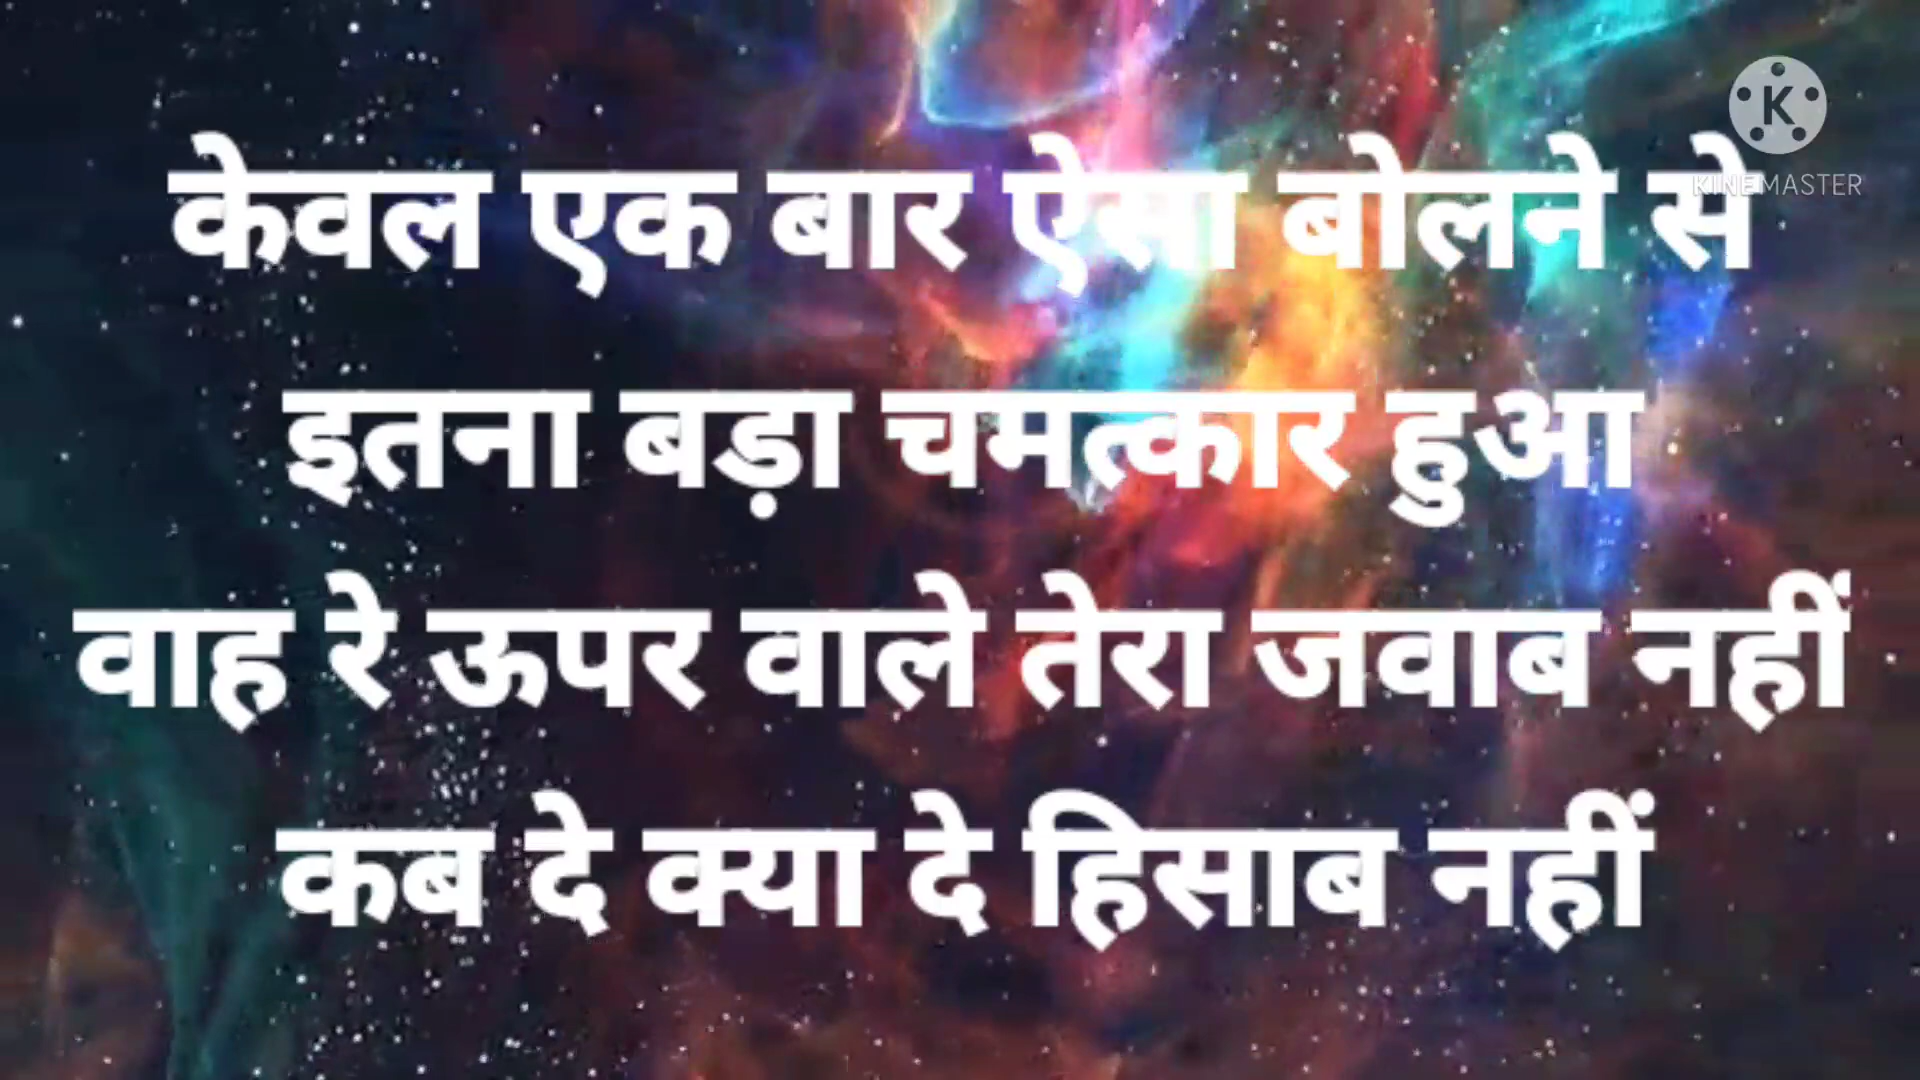 KINEMASTER
केवल एक बार ऐसा बोलने से
इतना बड़ा चमत्कार हुआ
वाह रे ऊपर वाले तेरा जवाब नहीं
कब दे क्या दे हिसाब नहीं